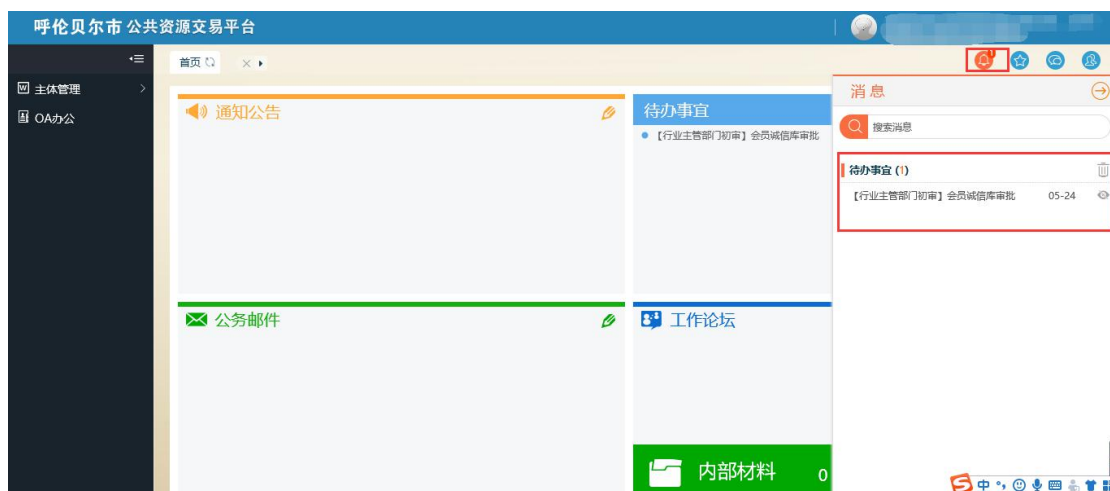 呼伦贝尔市 公共资源交易平台
首页
主体管理
OA办公
通知公告
待办事宜
【行业主管部门初审】会员诚信库审批
公务邮件
工作论坛
内部材料 0
1
消息
搜索消息
待办事宜 (1)
【行业主管部门初审】会员诚信库审批 05-24
中